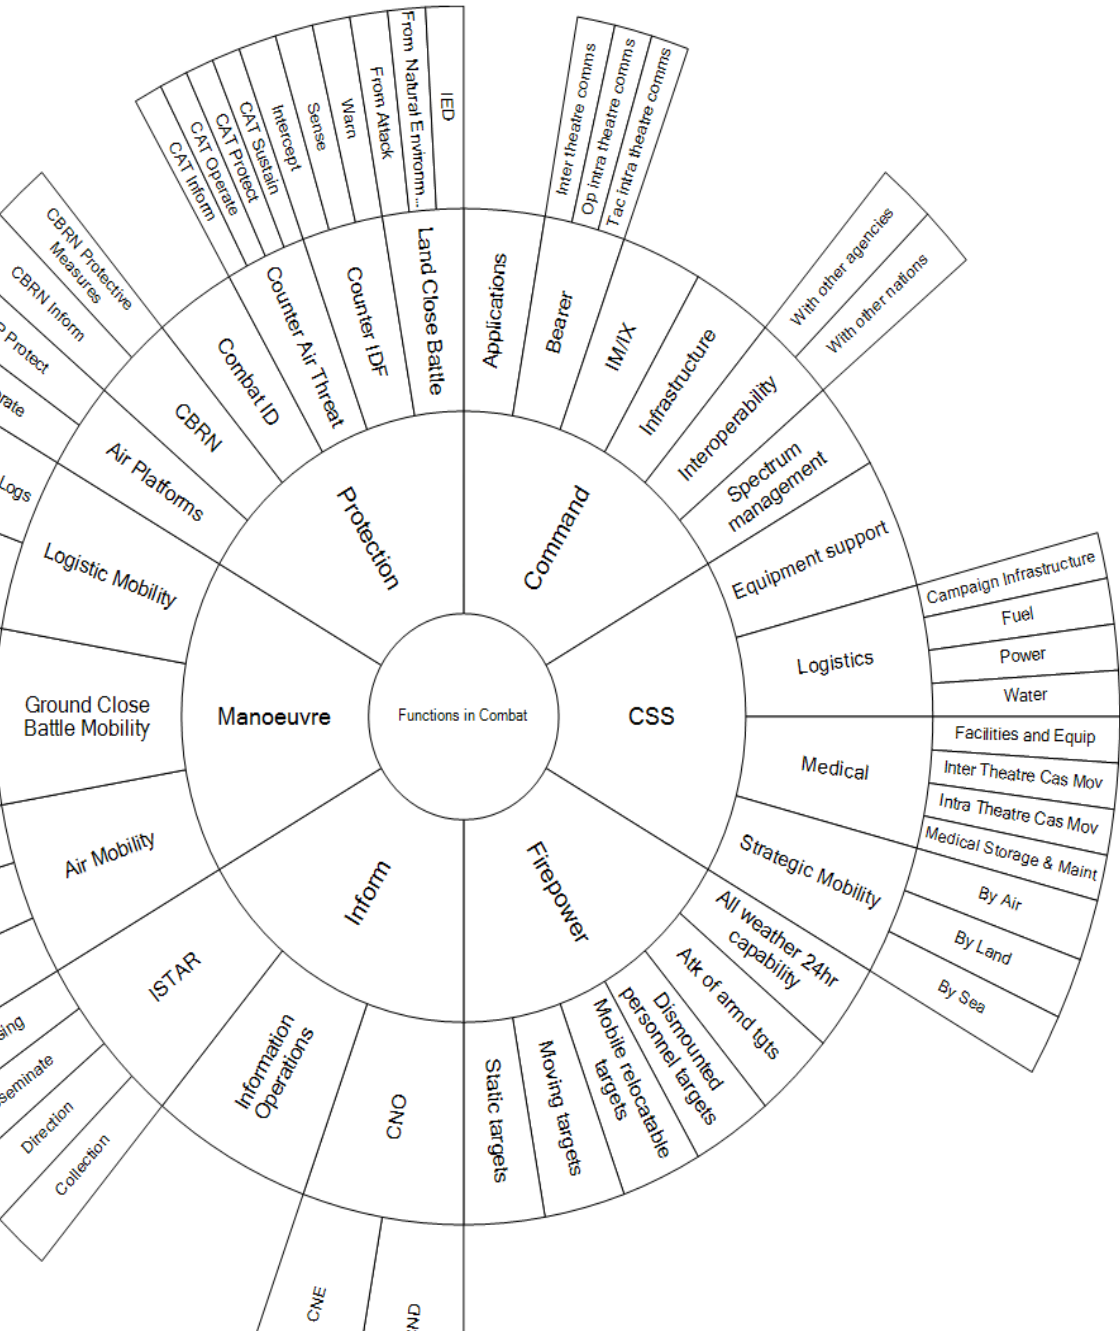 Functions in Combat
Command
Applications
Bearer
Inter theatre comms
Op intra theatre comms
Tac intra theatre comms
IM/IX
Infrastructure
Interoperability
With other agencies
With other nations
Spectrum
management
CSS
Equipment support
Logistics
Campaign Infrastructure
Fuel
Power
Water
Medical
Facilities and Equip
Inter Theatre Cas Mov
Intra Theatre Cas Mov
Medical Storage & Maint
Strategic Mobility
By Air
By Land
By Sea
Firepower
All weather 24hr
capability
Atk of armd tgts
Dismounted
personnel targets
Mobile relocatable
targets
Moving targets
Static targets
Inform
CNO
CNE
Information
Operations
ISTAR
Collection
Direction
seminate
sing
Manoeuvre
Air Mobility
Ground Close
Battle Mobility
Logistic Mobility
Logs
Protection
Air Platforms
rate
P Protect
CBRN
CBRN Inform
CBRN Protective
Measures
Combat ID
Counter Air Threat
CAT Inform
CAT Operate
CAT Protect
CAT Sustain
Counter IDF
Intercept
Sense
Warn
Land Close Battle
From Attack
From Natural Environm...
IED